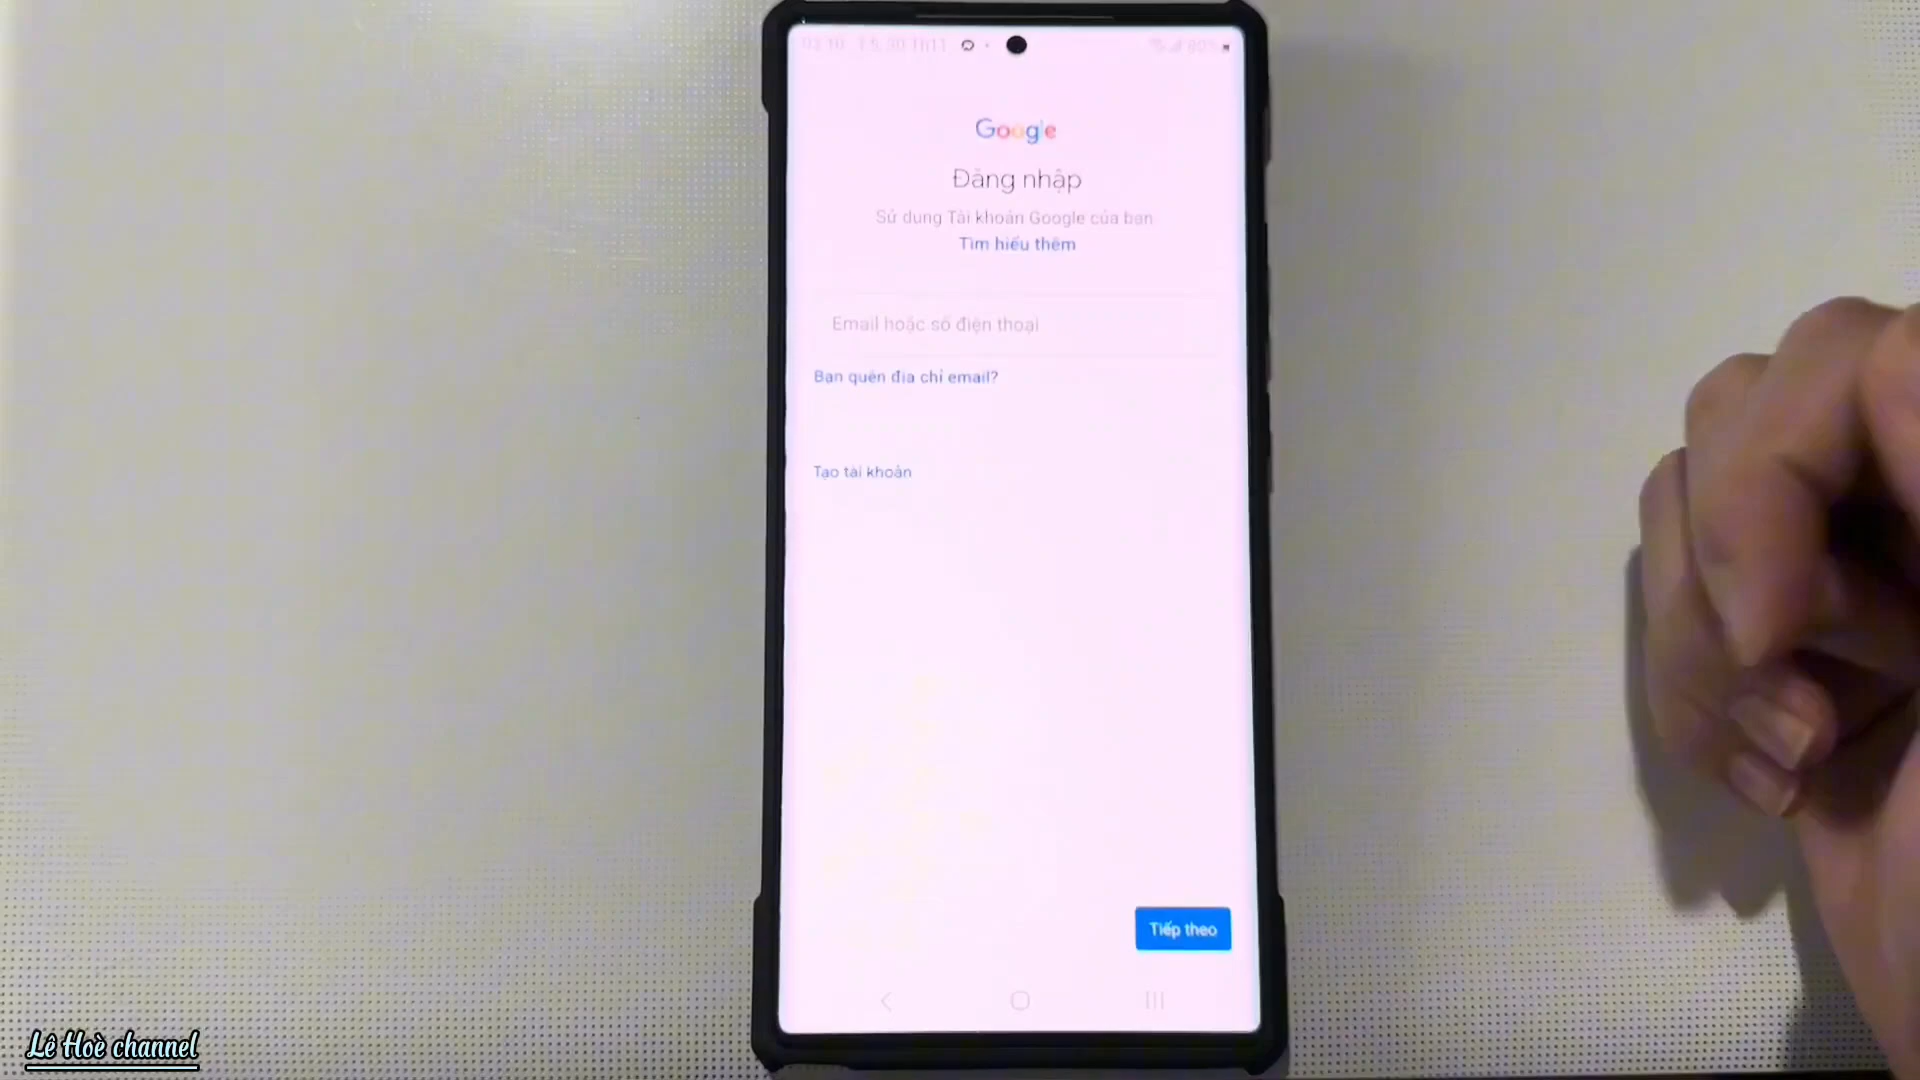 Google
Đăng nhập
Sử dụng Tài khoản Google của bạn
Tìm hiểu thêm
Email hoặc số điện thoại
Bạn quên địa chỉ email?
Tạo tài khoản
Tiếp theo
Lê Hoè channel